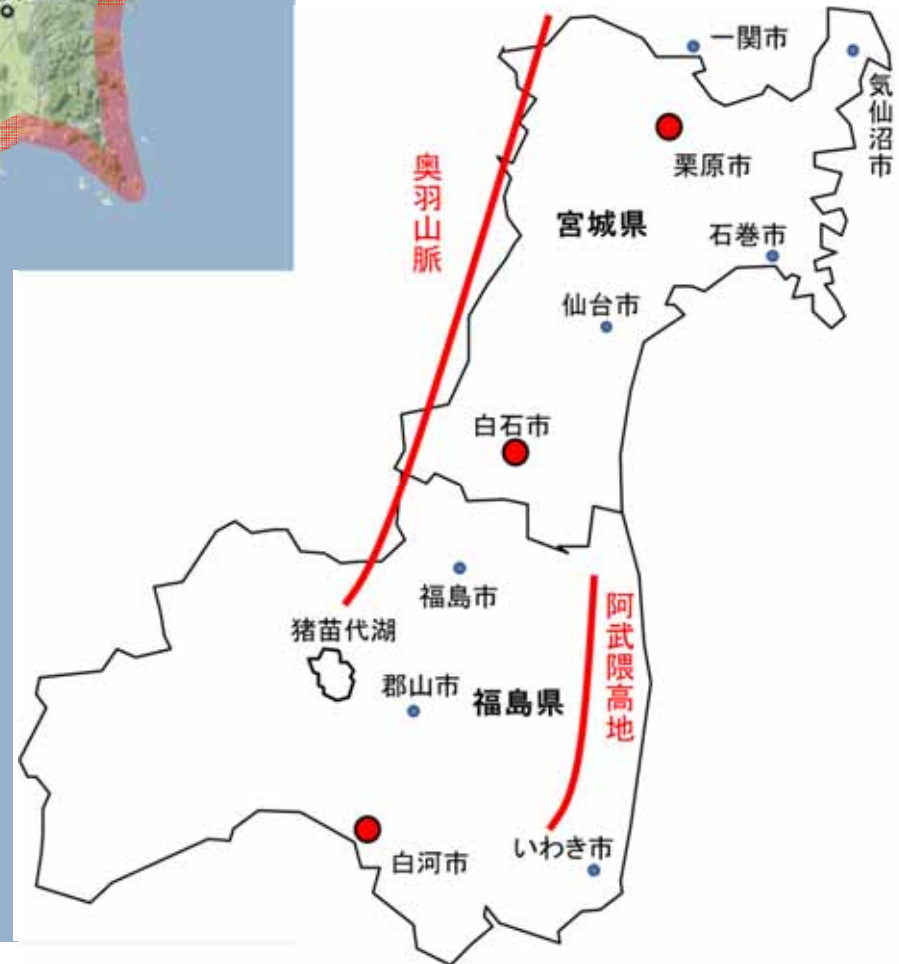 一関市
気仙沼市
栗原市
奥羽山脈
宮城県
石巻市
仙台市
白石市
福島市
猪苗代湖
阿武隈高地
郡山市
福島県
いわき市
白河市